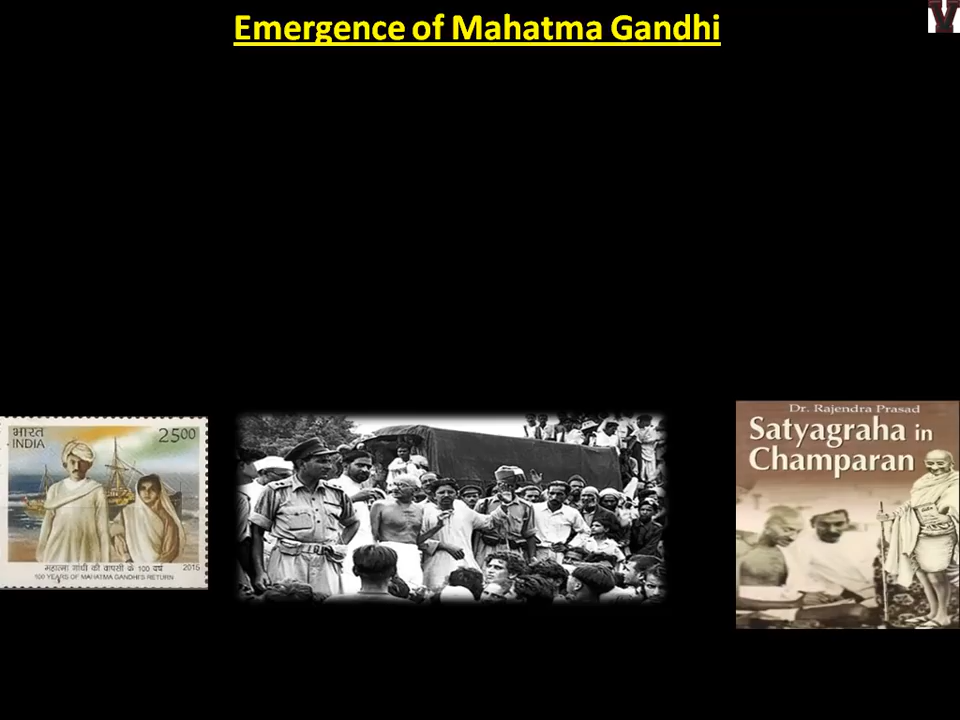 Emergence of Mahatma Gandhi
भारत
INDIA
2500
महात्मा गांधी की वापसी के 100 वर्ष
2015
100 YEARS OF MAHATMA GANDHI'S RETURN
Dr. Rajendra Prasad
Satyagraha in
Champaran